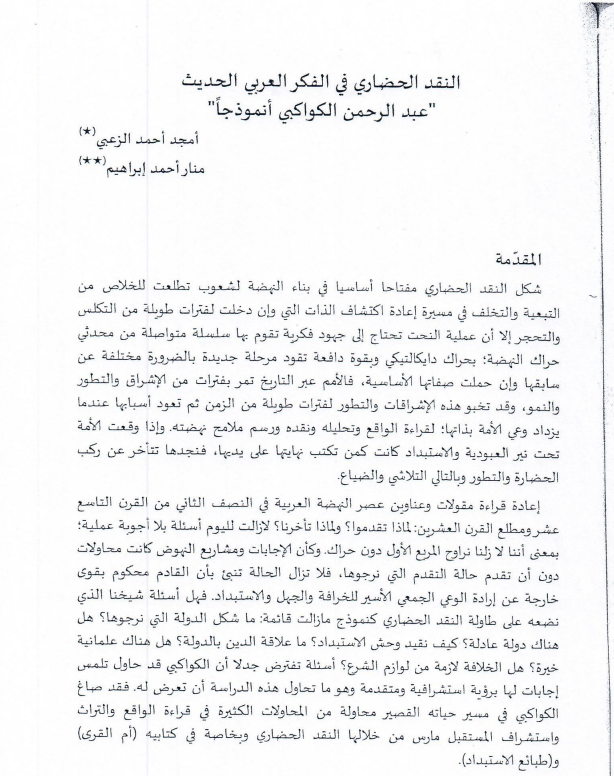 النقد الحضاري في الفكر العربي الحديث
"عبد الرحمن الكواكبي أنموذجاً"
أمجد أحمد الزعبي(★)
منار أحمد إبراهيم(★★)
المقدّمة
شكل النقد الحضاري مفتاحا أساسيا في بناء النهضة لشعوب تطلعت للخلاص من
التبعية والتخلف في مسيرة إعادة اكتشاف الذات التي وإن دخلت لفترات طويلة من التكلس
والتحجر إلا أن عملية النحت تحتاج إلى جهود فكرية تقوم بها سلسلة متواصلة من محدثي
حراك النهضة؛ بحراك دايكالتيكي وبقوة دافعة تقود مرحلة جديدة بالضرورة مختلفة عن
سابقها وإن حملت صفاتها الأساسية، فالأمم عبر التاريخ تمر بفترات من الإشراق والتطور
والنمو، وقد تخبو هذه الإشراقات والتطور لفترات طويلة من الزمن ثم تعود أسبابها عندما
يزداد وعي الأمة بذاتها؛ لقراءة الواقع وتحليله ونقده ورسم ملامح نهضته. وإذا وقعت الأمة
تحت نير العبودية والاستبداد كانت كمن تكتب نهايتها على يديها، فنجدها تتأخر عن ركب
الحضارة والتطور وبالتالي التلاشي والضياع.
إعادة قراءة مقولات وعناوين عصر النهضة العربية في النصف الثاني من القرن التاسع
عشر ومطلع القرن العشرين: لماذا تقدموا؟ ولماذا تأخرنا؟ لازالت لليوم أسئلة بلا أجوبة عملية؛
بمعنى أننا لا زلنا نراوح المربع الأول دون حراك. وكأن الإجابات ومشاريع النهوض كانت محاولات
دون أن تقدم حالة التقدم التي نرجوها، فلا تزال الحالة تنبئ بأن القادم محكوم بقوى
خارجة عن إرادة الوعي الجمعي الأسير للخرافة والجهل والاستبداد. فهل أسئلة شيخنا الذي
نضعه على طاولة النقد الحضاري كنموذج مازالت قائمة: ما شكل الدولة التي نرجوها؟ هل
هناك دولة عادلة؟ كيف نقيد وحش الاستبداد؟ ما علاقة الدين بالدولة؟ هل هناك علمانية
خيرة؟ هل الخلافة لازمة من لوازم الشرع؟ أسئلة تفترض جدلا أن الكواكبي قد حاول تلمس
إجابات لها برؤية استشرافية ومتقدمة وهو ما تحاول هذه الدراسة أن تعرض له. فقد صاغ
الكواكبي في مسير حياته القصير محاولة من المحاولات الكثيرة في قراءة الواقع والتراث
واستشراف المستقبل مارس من خلالها النقد الحضاري وبخاصة في كتابيه (أم القرى)
و(طبائع الاستبداد).